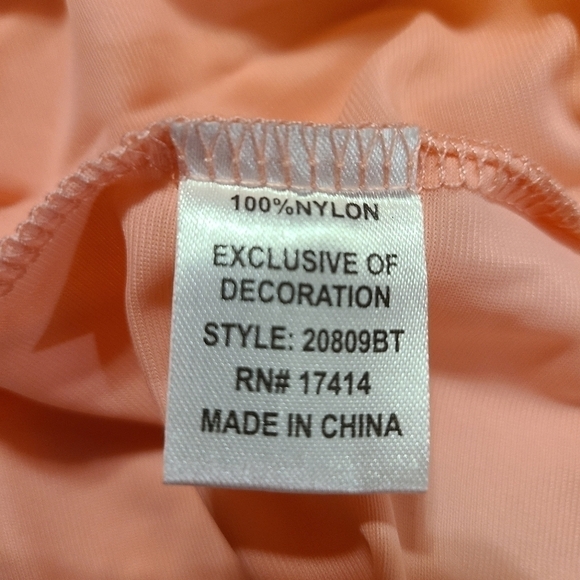 100%NYLON
EXCLUSIVE OF
DECORATION
STYLE: 20809BT
RN# 17414
MADE IN CHINA